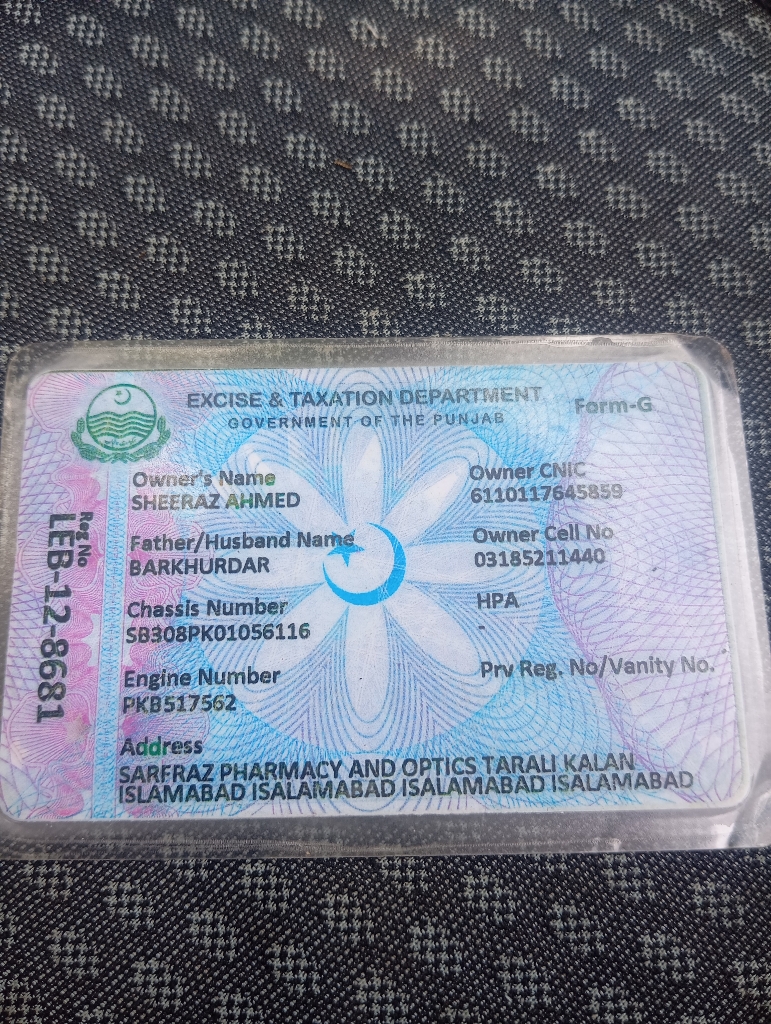 EXCISE & TAXATION DEPARTMENT
GOVERNMENT OF THE PUNJAB
Form-G
Reg No
LEB-12-8681
Owner's Name
SHEERAZ AHMED
Owner CNIC
6110117645859
Father/Husband Name
BARKHURDAR
Owner Cell No
03185211440
Chassis Number
SB308PK01056116
HPA
-
Engine Number
PKB517562
Prv Reg. No/Vanity No.
Address
SARFRAZ PHARMACY AND OPTICS TARALI KALAN
ISLAMABAD ISALAMABAD ISALAMABAD ISALAMABAD